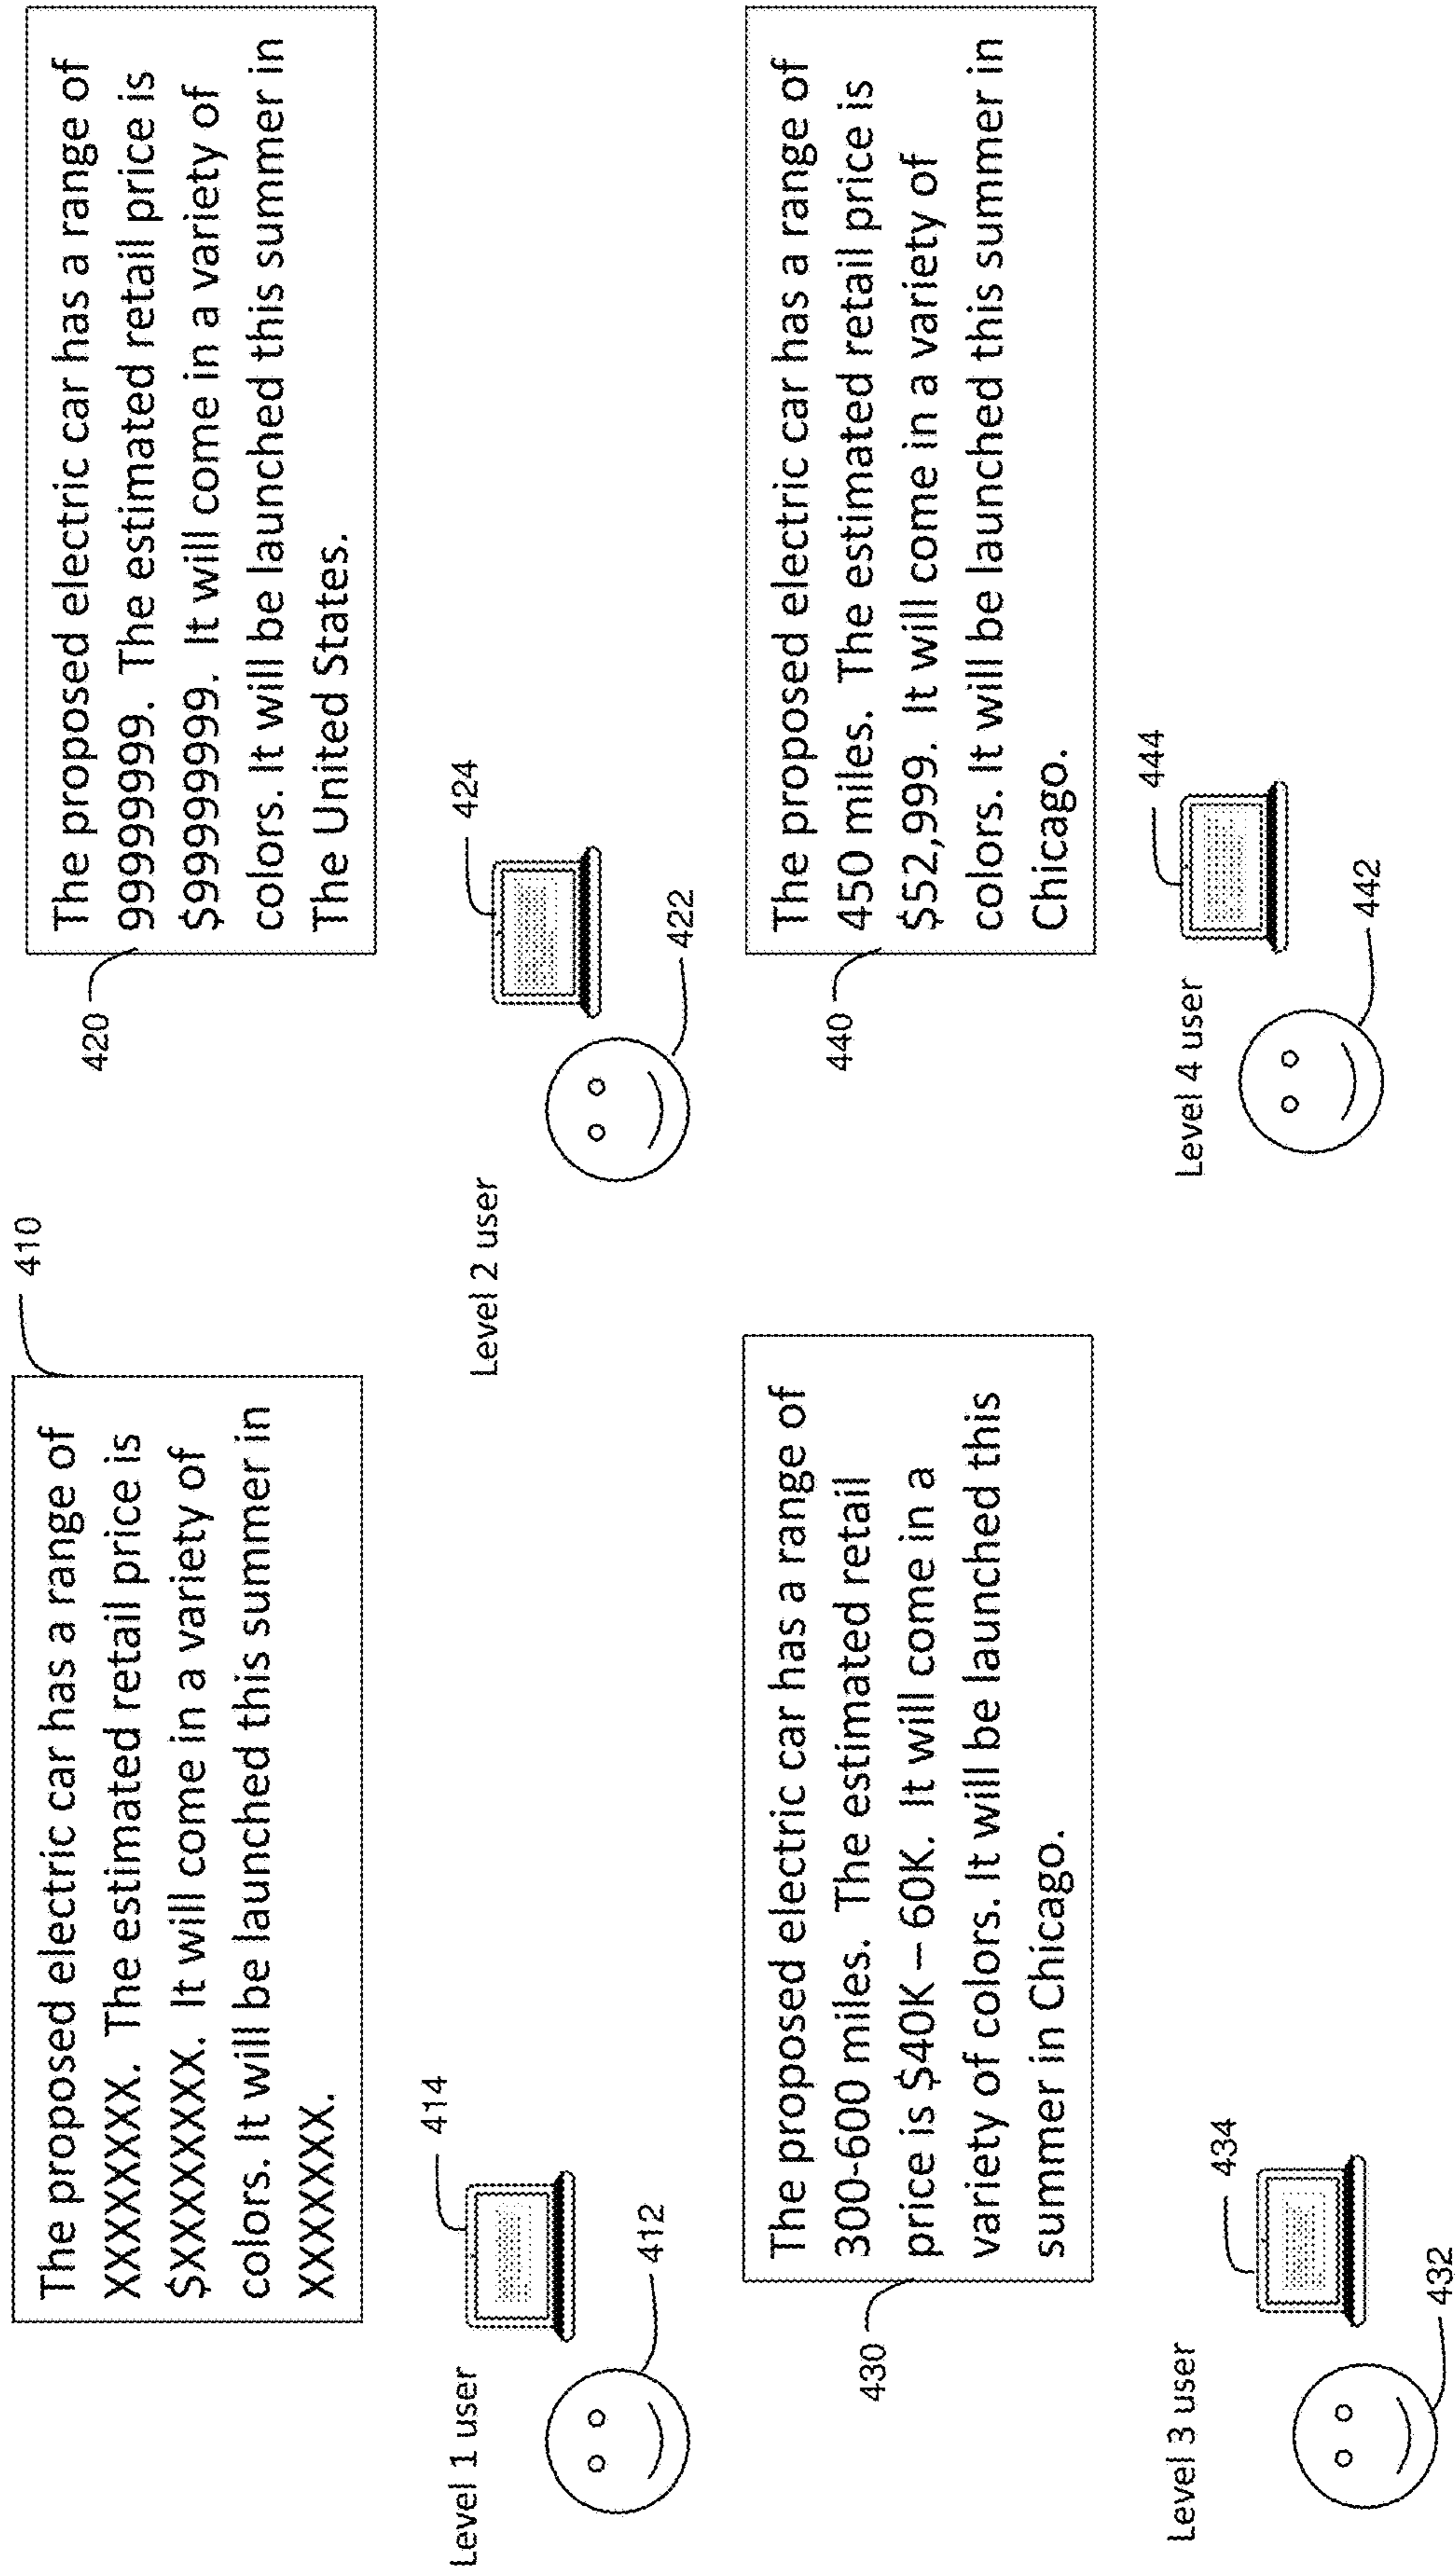 410
The proposed electric car has a range of
XXXXXXXX. The estimated retail price is
$XXXXXXX. It will come in a variety of
colors. It will be launched this summer in
XXXXXXX.
Level 1 user
414
412
420
The proposed electric car has a range of
99999999. The estimated retail price is
$99999999. It will come in a variety of
colors. It will be launched this summer in
The United States.
Level 2 user
424
422
430
The proposed electric car has a range of
300-600 miles. The estimated retail
price is $40K – 60K. It will come in a
variety of colors. It will be launched this
summer in Chicago.
Level 3 user
434
432
440
The proposed electric car has a range of
450 miles. The estimated retail price is
$52,999. It will come in a variety of
colors. It will be launched this summer in
Chicago.
Level 4 user
444
442